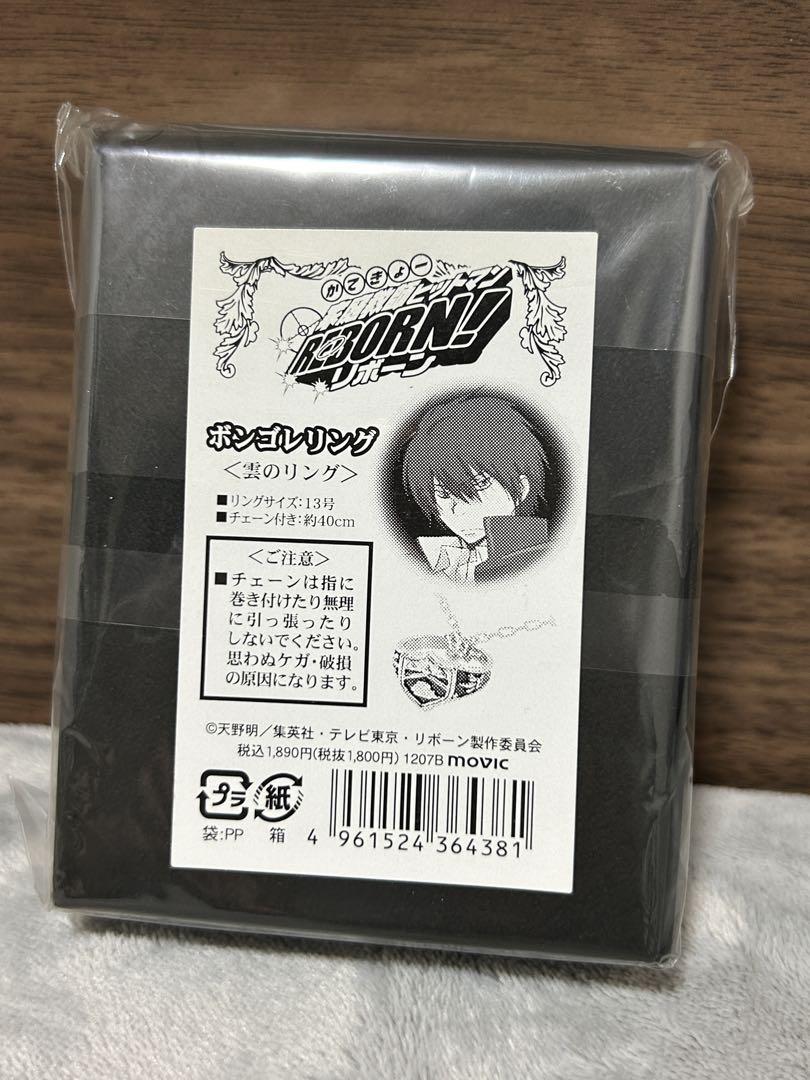 かてきょー
家庭教師ヒットマン
REBORN!
リボーン
ボンゴレリング
＜雲のリング＞
■リングサイズ:13号
■チェーン付き:約40cm
＜ご注意＞
■チェーンは指に
巻き付けたり無理
に引っ張ったり
しないでください。
思わぬケガ・破損
の原因になります。
©天野明／集英社・テレビ東京・リボーン製作委員会
税込1,890円(税抜1,800円) 1207B movic
プラ 紙
袋:PP 箱
4 961524 364381